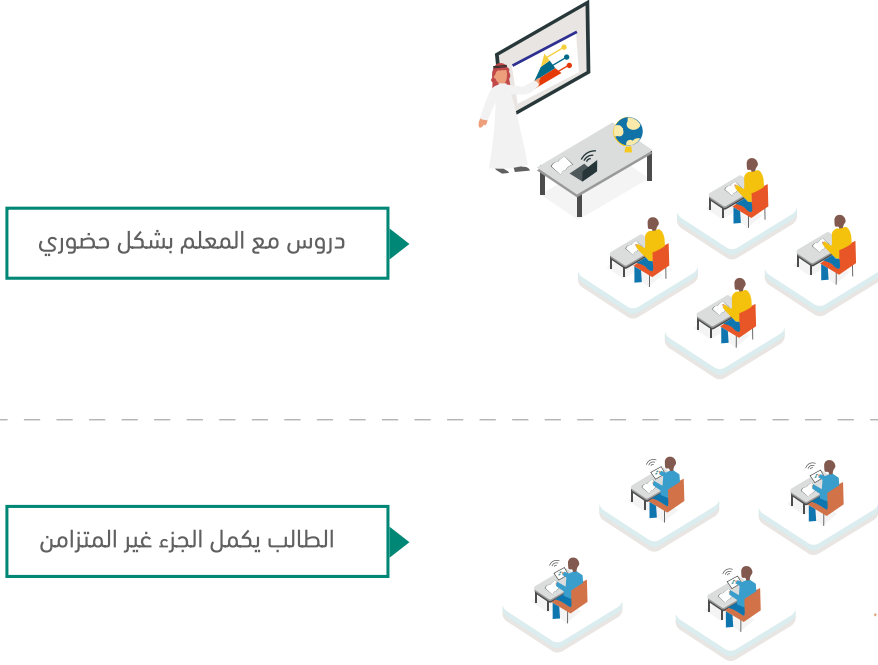 دروس مع المعلم بشكل حضوري
الطالب يكمل الجزء غير المتزامن